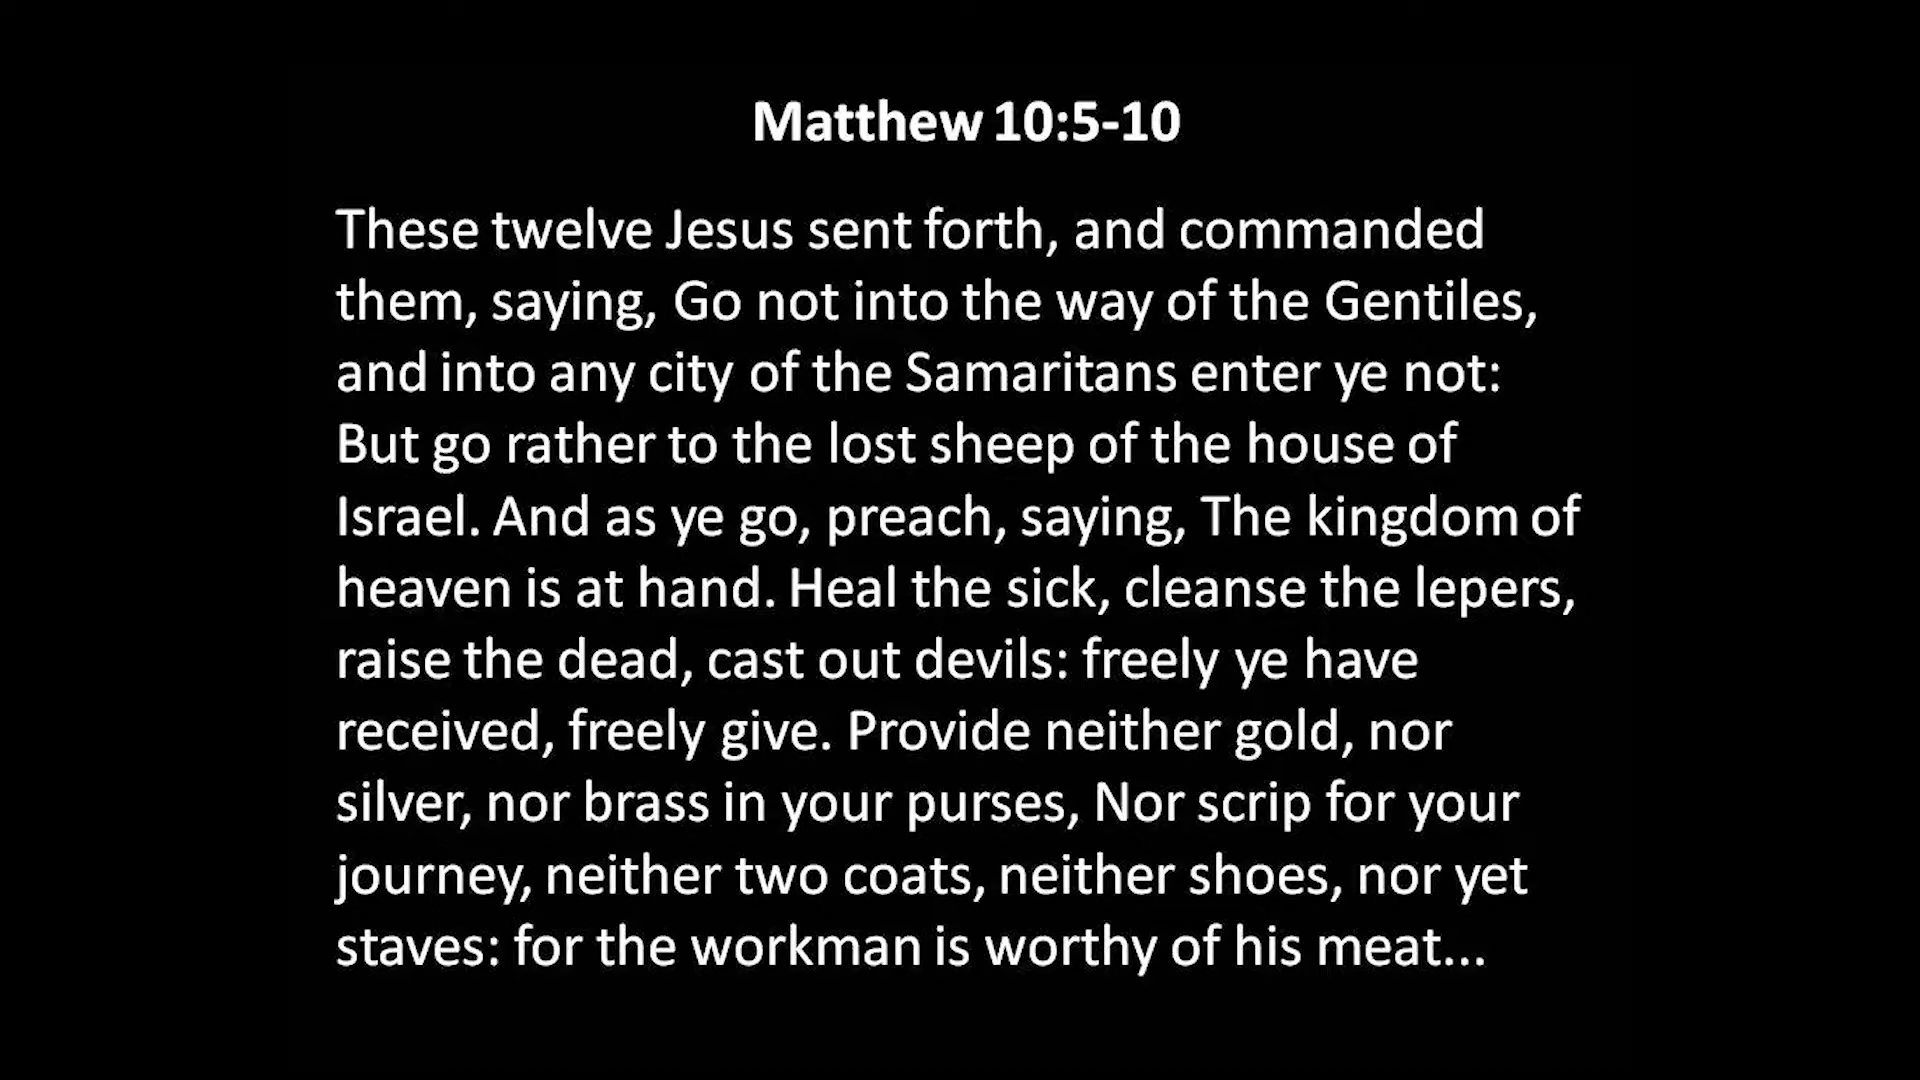 Matthew 10:5-10
These twelve Jesus sent forth, and commanded
them, saying, Go not into the way of the Gentiles,
and into any city of the Samaritans enter ye not:
But go rather to the lost sheep of the house of
Israel. And as ye go, preach, saying, The kingdom of
heaven is at hand. Heal the sick, cleanse the lepers,
raise the dead, cast out devils: freely ye have
received, freely give. Provide neither gold, nor
silver, nor brass in your purses, Nor scrip for your
journey, neither two coats, neither shoes, nor yet
staves: for the workman is worthy of his meat...